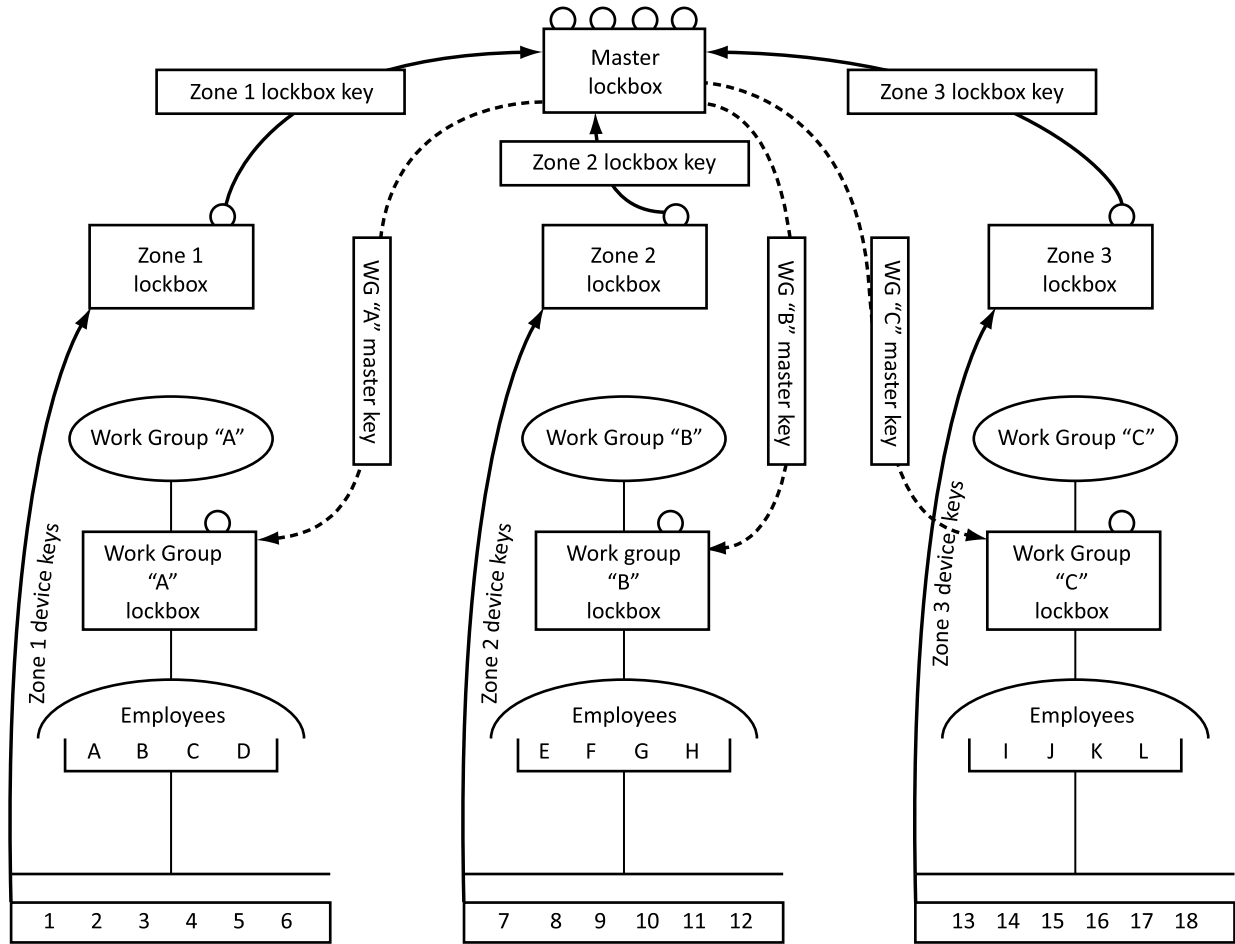 Master
lockbox
Zone 1 lockbox key
Zone 3 lockbox key
Zone 2 lockbox key
Zone 1
lockbox
Zone 2
lockbox
Zone 3
lockbox
WG “A” master key
WG “B” master key
WG “C” master key
Work Group “A”
Work Group “B”
Work Group “C”
Zone 1 device keys
Zone 2 device keys
Zone 3 device keys
Work Group
“A”
lockbox
Work group
“B”
lockbox
Work Group
“C”
lockbox
Employees
A B C D
Employees
E F G H
Employees
I J K L
1 2 3 4 5 6
7 8 9 10 11 12
13 14 15 16 17 18